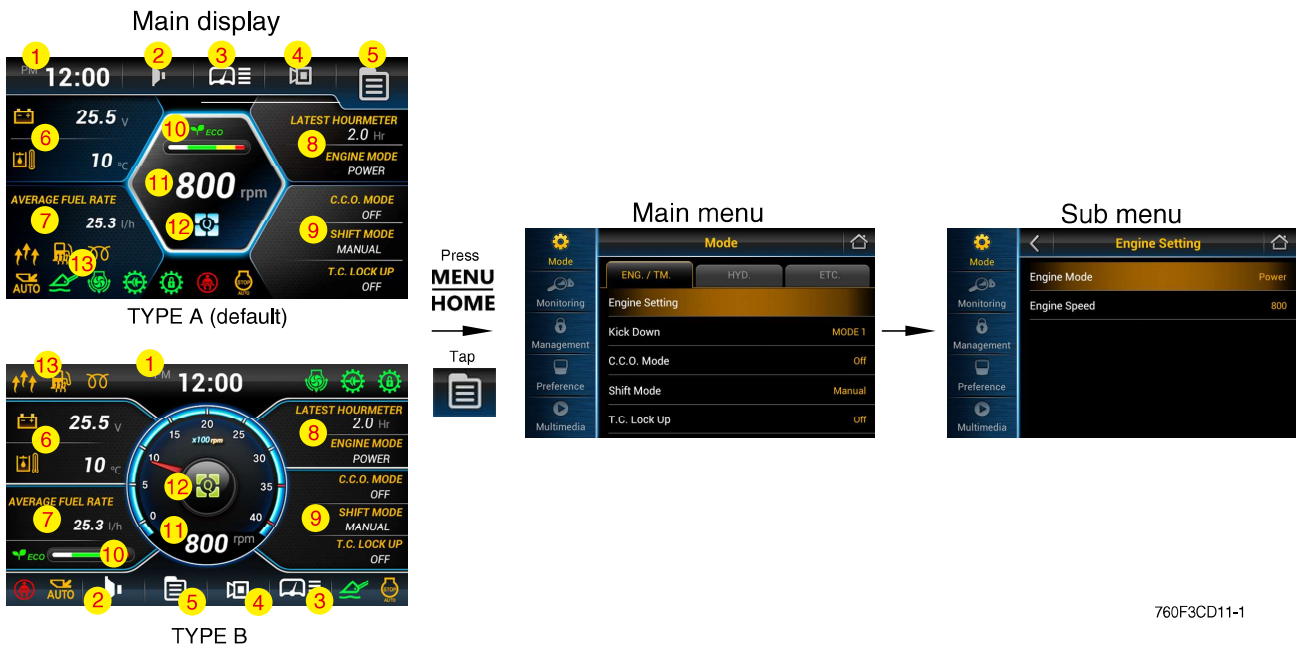 Main display
1
2
3
4
5
PM 12:00
6
25.5 V
10 °C
10
ECO
LATEST HOURMETER
2.0 Hr
8
ENGINE MODE
POWER
11
800 rpm
12
AVERAGE FUEL RATE
7
25.3 l/h
C.C.O. MODE
OFF
9
SHIFT MODE
MANUAL
T.C. LOCK UP
OFF
13
AUTO
STOP
AUTO
TYPE A (default)
Press
MENU
HOME
Tap
Main menu
Mode
Mode
Monitoring
Management
Preference
Multimedia
ENG. / TM.
HYD.
ETC.
Engine Setting
Kick Down MODE 1
C.C.O. Mode Off
Shift Mode Manual
T.C. Lock Up Off
Sub menu
Mode
Monitoring
Management
Preference
Multimedia
Engine Setting
Engine Mode Power
Engine Speed 800
13
1
PM 12:00
6
25.5 V
10 °C
0
5
10
15
20
25
30
35
40
x100rpm
LATEST HOURMETER
2.0 Hr
8
ENGINE MODE
POWER
12
AVERAGE FUEL RATE
7
25.3 l/h
11
800 rpm
C.C.O. MODE
OFF
9
SHIFT MODE
MANUAL
T.C. LOCK UP
OFF
ECO
10
AUTO
2
5
4
3
STOP
AUTO
TYPE B
760F3CD11-1